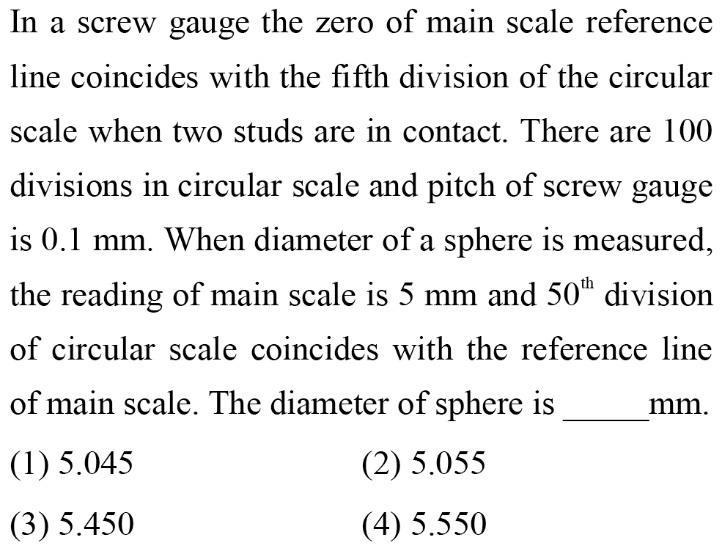 In a screw gauge the zero of main scale reference
line coincides with the fifth division of the circular
scale when two studs are in contact. There are 100
divisions in circular scale and pitch of screw gauge
is 0.1 mm. When diameter of a sphere is measured,
the reading of main scale is 5 mm and 50th division
of circular scale coincides with the reference line
of main scale. The diameter of sphere is _____mm.
(1) 5.045 (2) 5.055
(3) 5.450 (4) 5.550